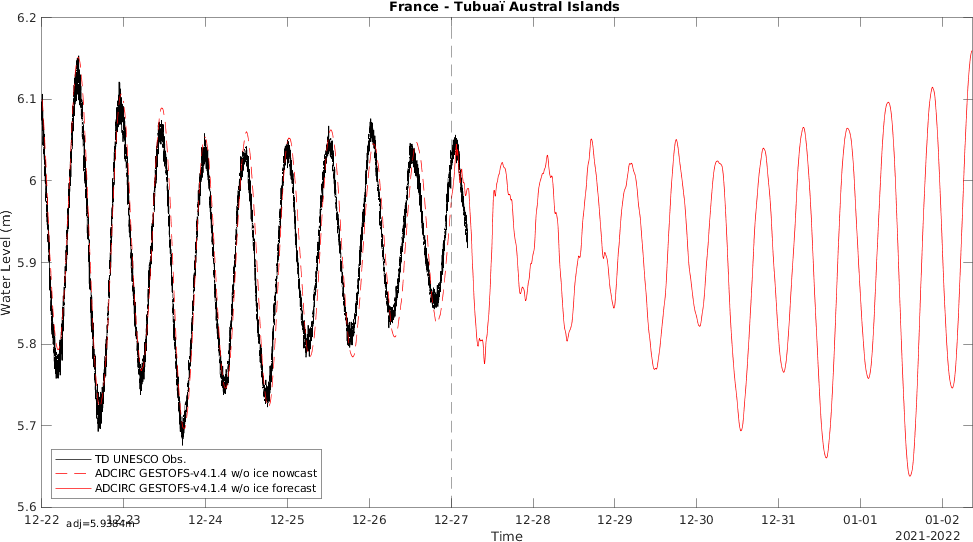 France - Tubuaï Austral Islands
6.2
6.1
6
5.9
5.8
5.7
5.6
Water Level (m)
TD UNESCO Obs.
ADCIRC GESTOFS-v4.1.4 w/o ice nowcast
ADCIRC GESTOFS-v4.1.4 w/o ice forecast
12-22 12-23 12-24 12-25 12-26 12-27 12-28 12-29 12-30 12-31 01-01 01-02
adj=5.9384m
Time
2021-2022